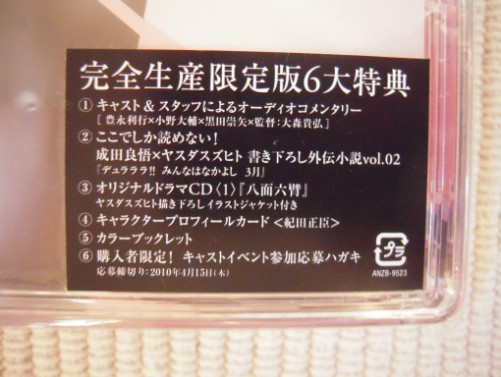 完全生産限定版6大特典
①キャスト&スタッフによるオーディオコメンタリー
[豊永利行×小野大輔×黒田崇矢×監督:大森貴弘]
②ここでしか読めない!
成田良悟×ヤスダスズヒト 書き下ろし外伝小説vol.02
『デュラララ!! みんなはなかよし 3月』
③オリジナルドラマCD〈1〉『八面六臂』
ヤスダスズヒト描き下ろしイラストジャケット付き
④キャラクタープロフィールカード<紀田正臣>
⑤カラーブックレット
⑥購入者限定! キャストイベント参加応募ハガキ
応募締切り:2010年4月15日(木)
プラ
ANZB-9523